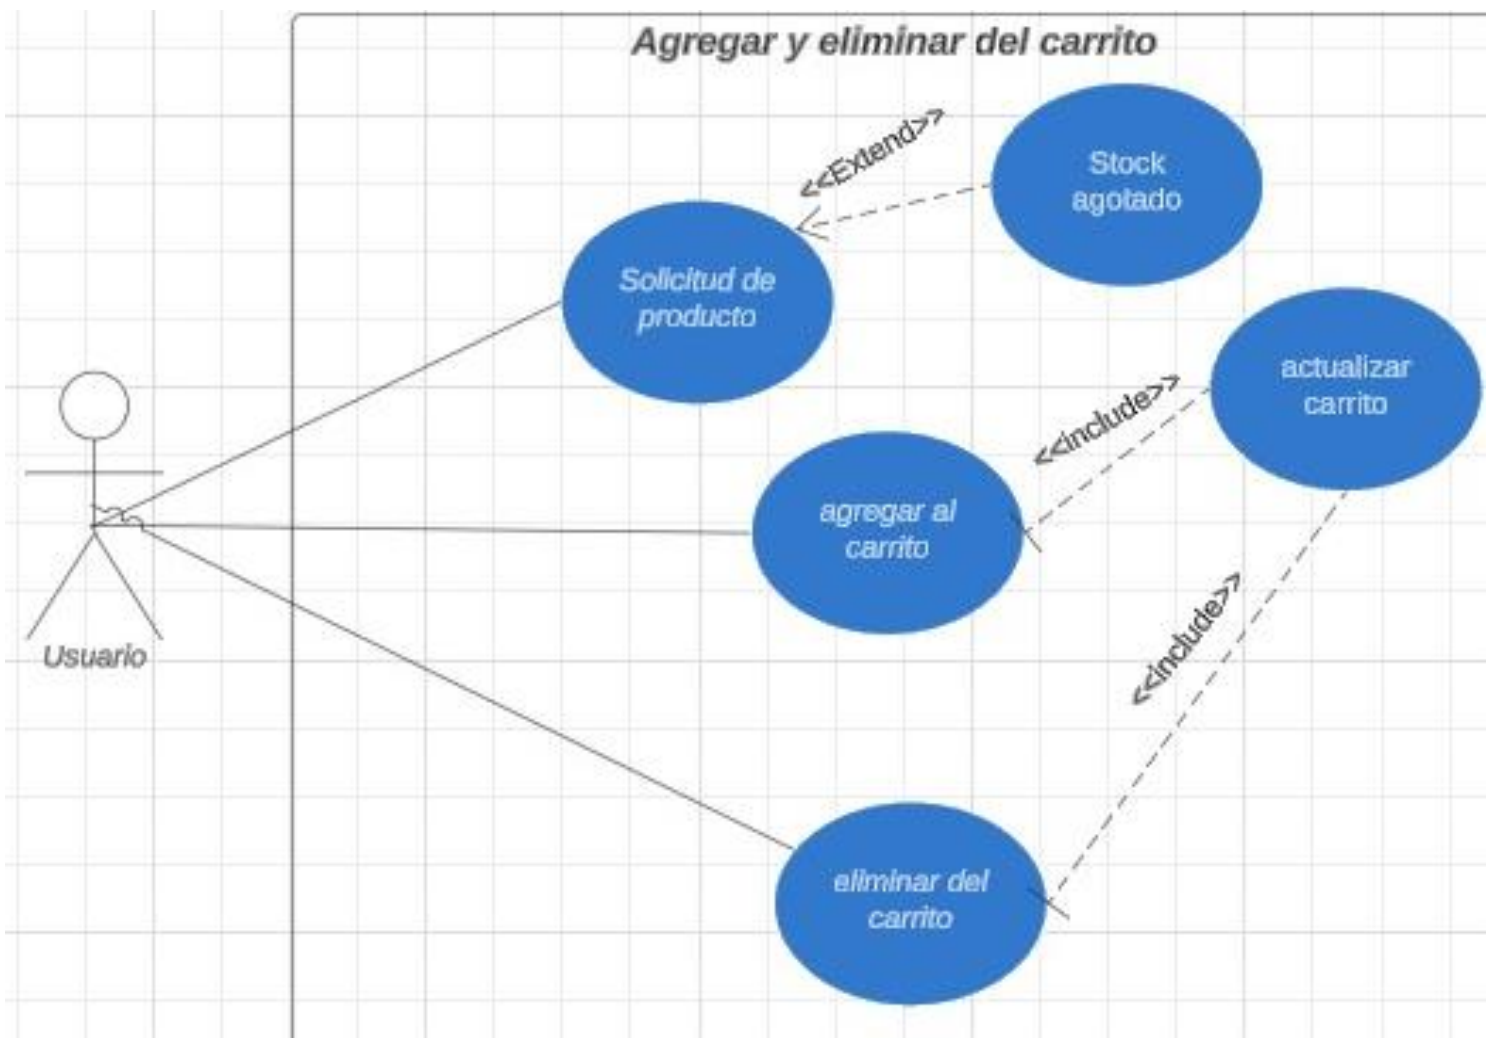 Agregar y eliminar del carrito
<<Extend>>
Stock
agotado
Solicitud de
producto
actualizar
carrito
<<include>>
agregar al
carrito
<<include>>
Usuario
eliminar del
carrito